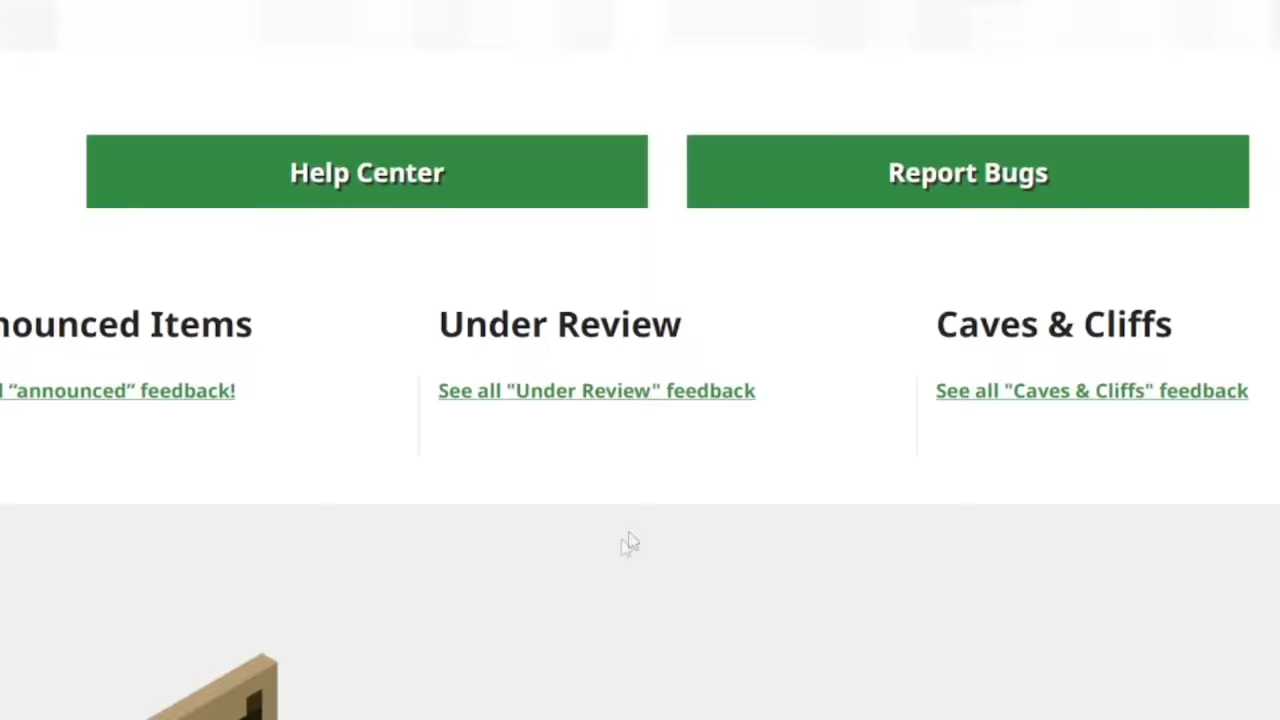 Help Center
Report Bugs
Items
Under Review
Caves & Cliffs
“announced“ feedback!
See all "Under Review" feedback
See all "Caves & Cliffs" feedback